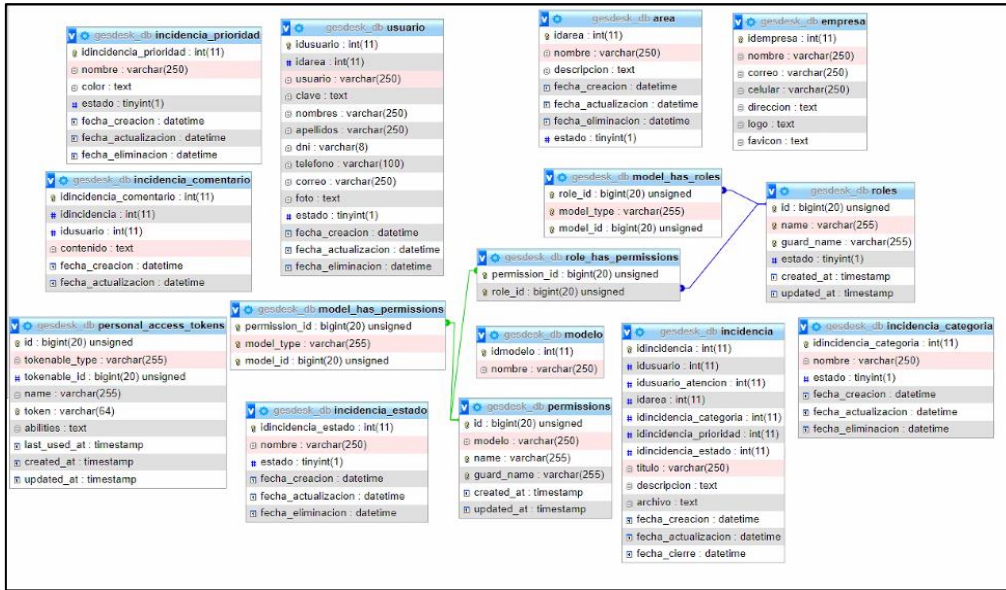 gesdesk_db incidencia_prioridad
idincidencia_prioridad : int(11)
nombre : varchar(250)
color : text
estado : tinyint(1)
fecha_creacion : datetime
fecha_actualizacion : datetime
fecha_eliminacion : datetime
gesdesk_db usuario
idusuario : int(11)
idarea : int(11)
usuario : varchar(250)
clave : text
nombres : varchar(250)
apellidos : varchar(250)
dni : varchar(8)
telefono : varchar(100)
correo : varchar(250)
foto : text
estado : tinyint(1)
fecha_creacion : datetime
fecha_actualizacion : datetime
fecha_eliminacion : datetime
gesdesk_db area
idarea : int(11)
nombre : varchar(250)
descripcion : text
fecha_creacion : datetime
fecha_actualizacion : datetime
fecha_eliminacion : datetime
estado : tinyint(1)
gesdesk_db empresa
idempresa : int(11)
nombre : varchar(250)
correo : varchar(250)
celular : varchar(250)
direccion : text
logo : text
favicon : text
gesdesk_db incidencia_comentario
idincidencia_comentario : int(11)
idincidencia : int(11)
idusuario : int(11)
contenido : text
fecha_creacion : datetime
fecha_actualizacion : datetime
gesdesk_db model_has_roles
role_id : bigint(20) unsigned
model_type : varchar(255)
model_id : bigint(20) unsigned
gesdesk_db roles
id : bigint(20) unsigned
name : varchar(255)
guard_name : varchar(255)
estado : tinyint(1)
created_at : timestamp
updated_at : timestamp
gesdesk_db role_has_permissions
permission_id : bigint(20) unsigned
role_id : bigint(20) unsigned
gesdesk_db personal_access_tokens
id : bigint(20) unsigned
tokenable_type : varchar(255)
tokenable_id : bigint(20) unsigned
name : varchar(255)
token : varchar(64)
abilities : text
last_used_at : timestamp
created_at : timestamp
updated_at : timestamp
gesdesk_db model_has_permissions
permission_id : bigint(20) unsigned
model_type : varchar(255)
model_id : bigint(20) unsigned
gesdesk_db modelo
idmodelo : int(11)
nombre : varchar(250)
gesdesk_db incidencia
idincidencia : int(11)
idusuario : int(11)
idusuario_atencion : int(11)
idarea : int(11)
idincidencia_categoria : int(11)
idincidencia_prioridad : int(11)
idincidencia_estado : int(11)
titulo : varchar(250)
descripcion : text
archivo : text
fecha_creacion : datetime
fecha_actualizacion : datetime
fecha_cierre : datetime
gesdesk_db incidencia_categoria
idincidencia_categoria : int(11)
nombre : varchar(250)
estado : tinyint(1)
fecha_creacion : datetime
fecha_actualizacion : datetime
fecha_eliminacion : datetime
gesdesk_db incidencia_estado
idincidencia_estado : int(11)
nombre : varchar(250)
estado : tinyint(1)
fecha_creacion : datetime
fecha_actualizacion : datetime
fecha_eliminacion : datetime
gesdesk_db permissions
id : bigint(20) unsigned
modelo : varchar(250)
name : varchar(255)
guard_name : varchar(255)
created_at : timestamp
updated_at : timestamp